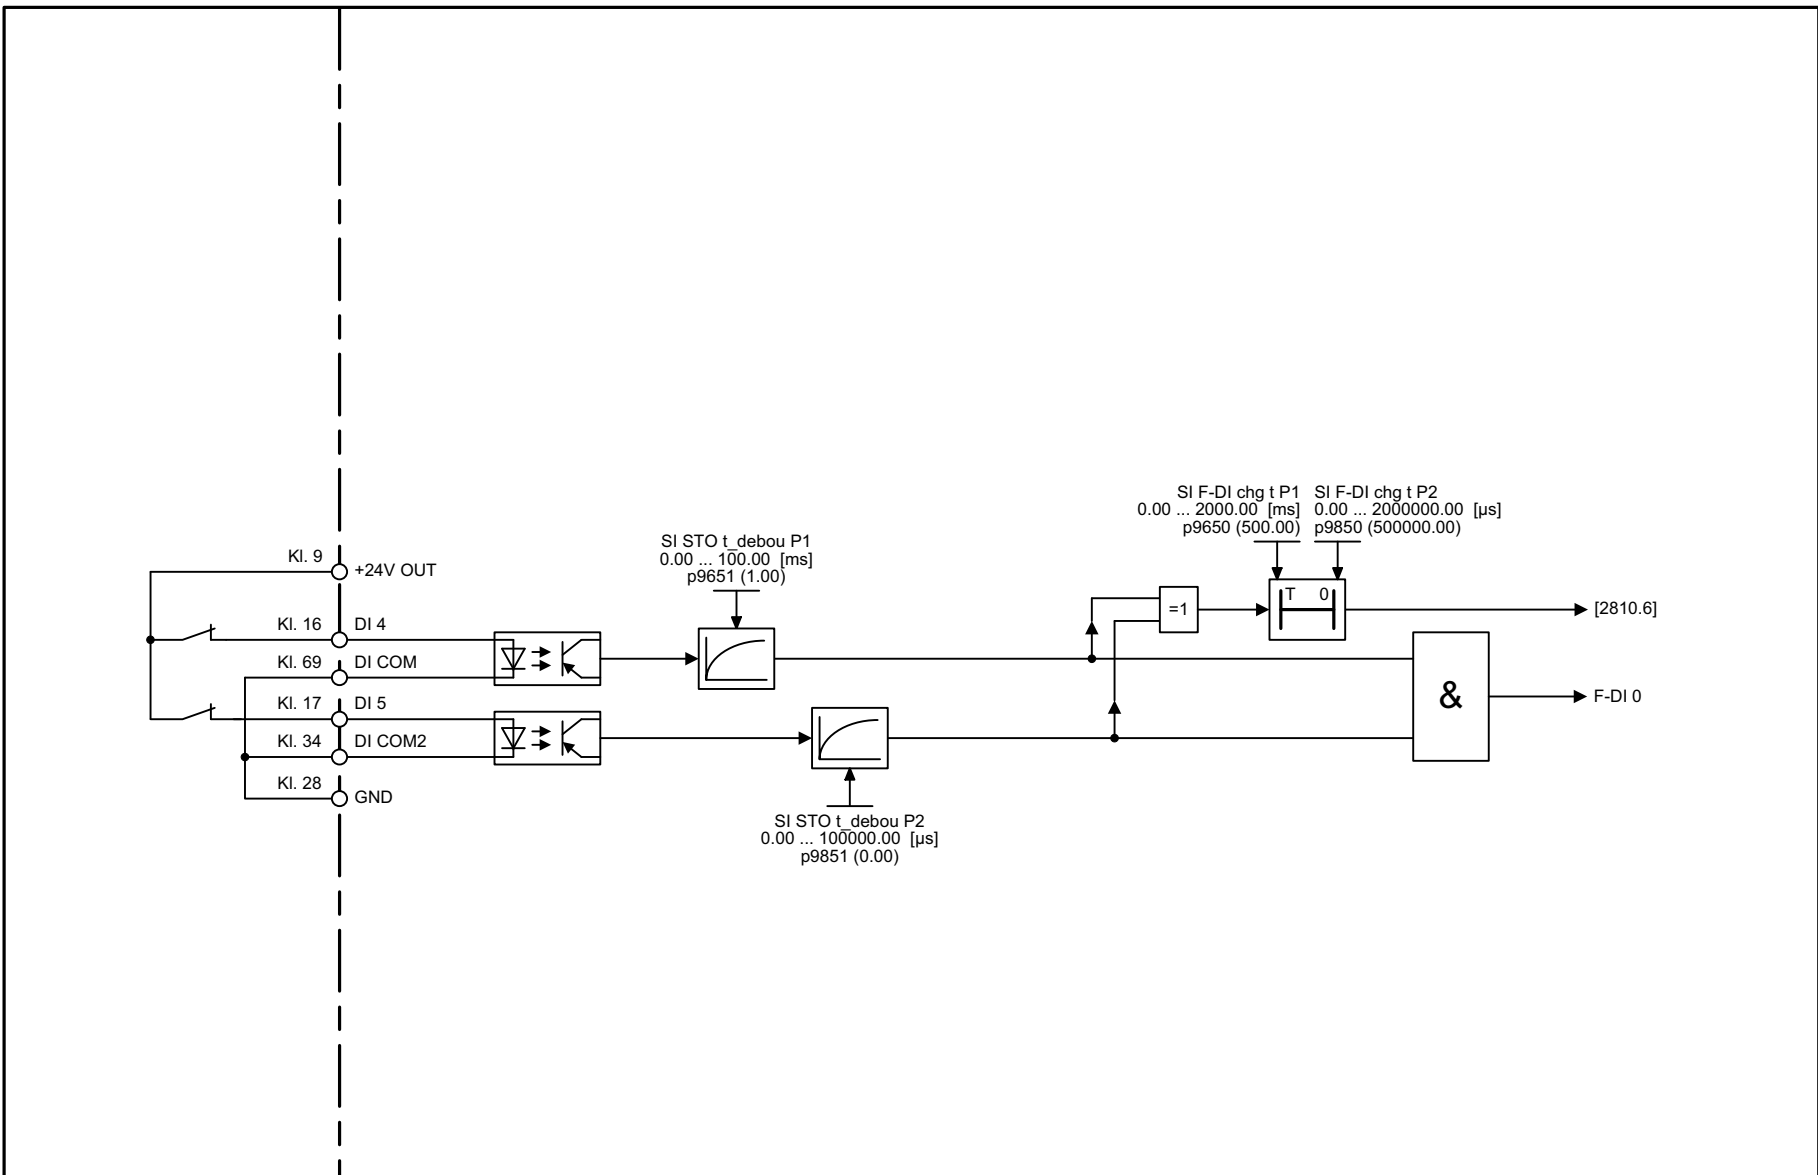 SI F-DI chg t P1
0.00 ... 2000.00 [ms]
p9650 (500.00)
SI F-DI chg t P2
0.00 ... 2000000.00 [µs]
p9850 (500000.00)
SI STO t_debou P1
0.00 ... 100.00 [ms]
p9651 (1.00)
Kl. 9
+24V OUT
T 0
=1
[2810.6]
Kl. 16
DI 4
Kl. 69
DI COM
&
F-DI 0
Kl. 17
DI 5
Kl. 34
DI COM2
Kl. 28
GND
SI STO t_debou P2
0.00 ... 100000.00 [µs]
p9851 (0.00)